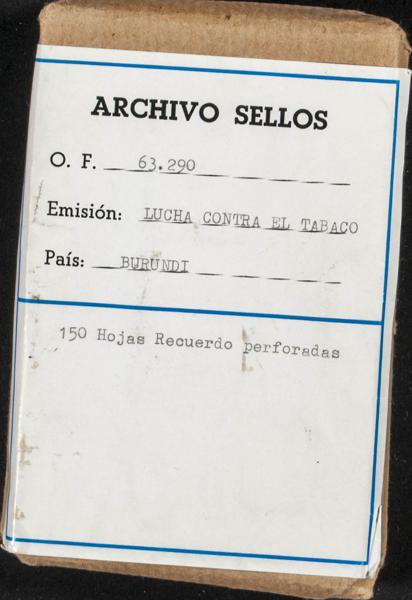 ARCHIVO SELLOS
O. F. 63.290
Emisión: LUCHA CONTRA EL TABACO
País: BURUNDI
150 Hojas Recuerdo perforadas